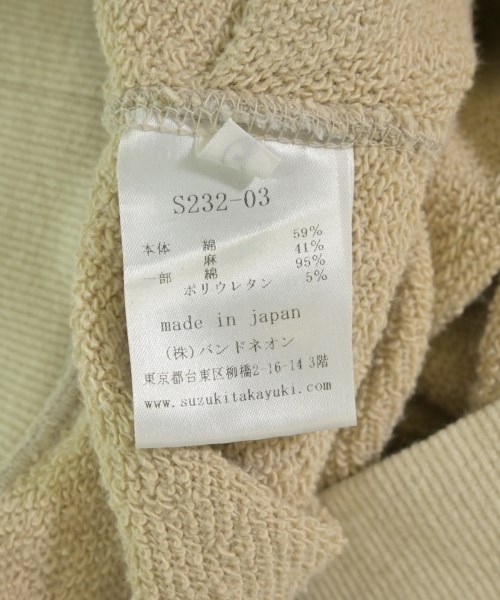 S232-03
本体 綿 59%
麻 41%
一部 綿 95%
ポリウレタン 5%
made in japan
(株)バンドネオン
東京都台東区柳橋2-16-14 3階
www.suzukitakayuki.com